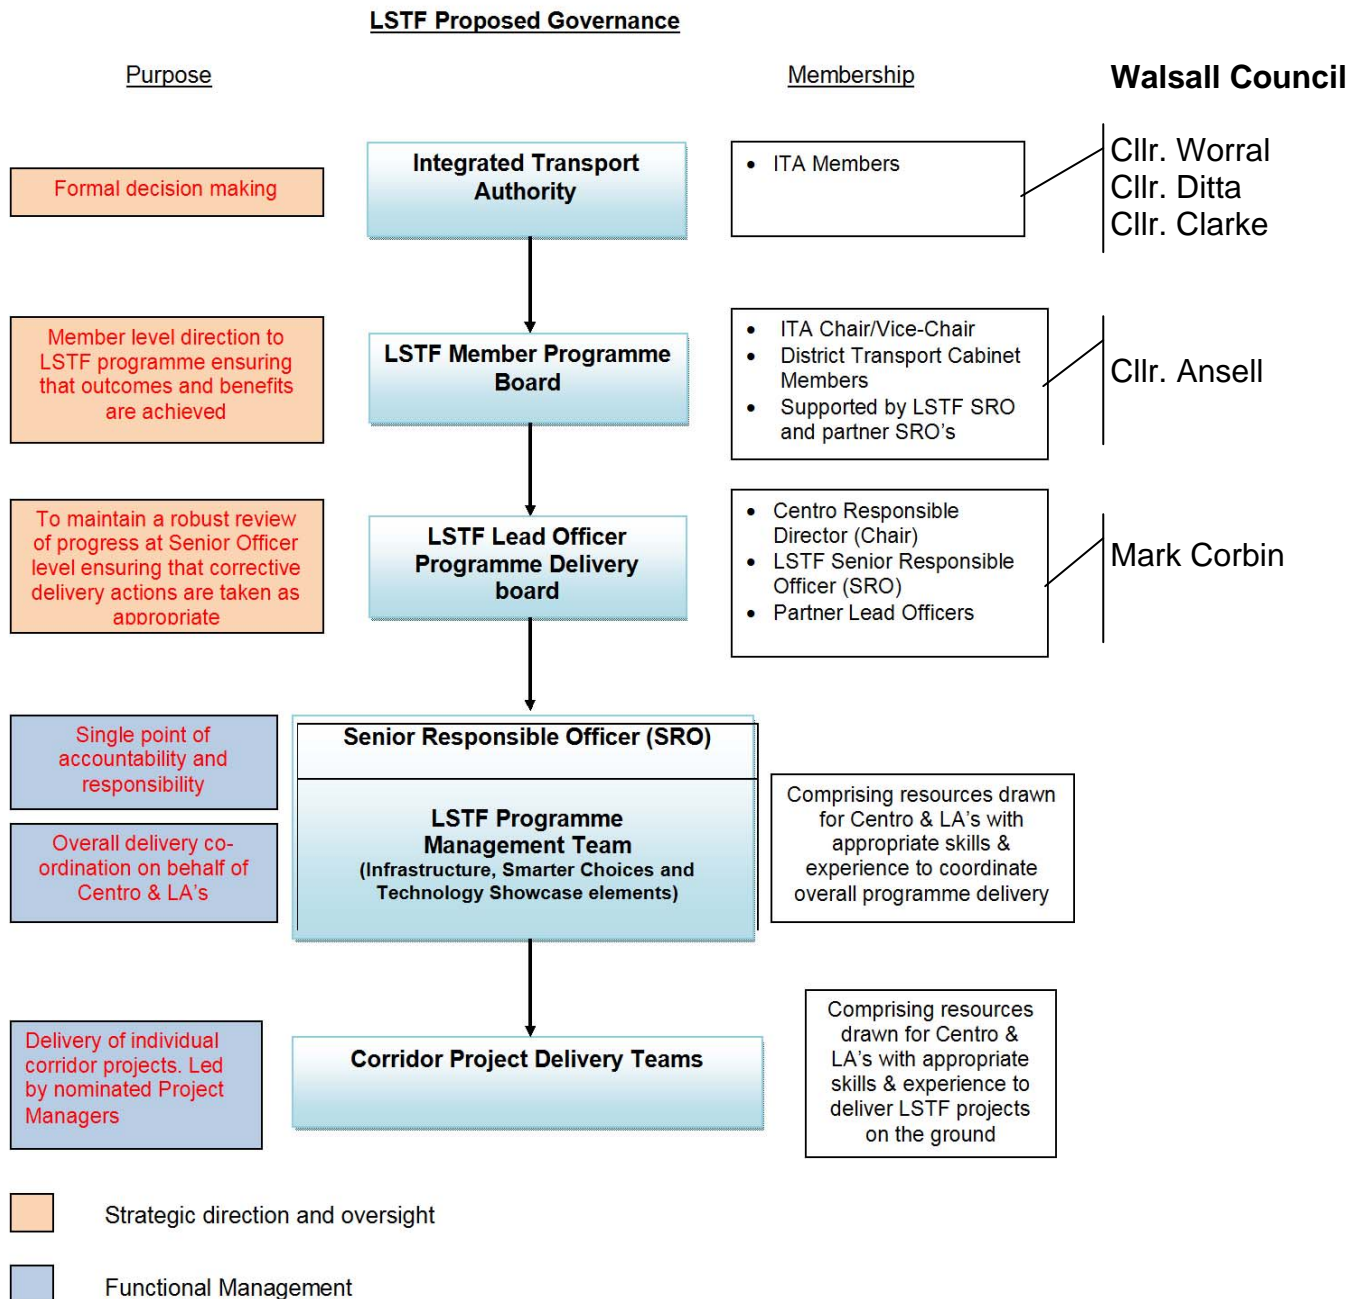 LSTF Proposed Governance
Purpose
Membership
Walsall Council
Formal decision making
Integrated Transport
Authority
• ITA Members
Cllr. Worral
Cllr. Ditta
Cllr. Clarke
Member level direction to
LSTF programme ensuring
that outcomes and benefits
are achieved
LSTF Member Programme
Board
• ITA Chair/Vice-Chair
• District Transport Cabinet
Members
• Supported by LSTF SRO
and partner SRO's
Cllr. Ansell
To maintain a robust review
of progress at Senior Officer
level ensuring that corrective
delivery actions are taken as
appropriate
LSTF Lead Officer
Programme Delivery
board
• Centro Responsible
Director (Chair)
• LSTF Senior Responsible
Officer (SRO)
• Partner Lead Officers
Mark Corbin
Single point of
accountability and
responsibility
Senior Responsible Officer (SRO)
Overall delivery co-
ordination on behalf of
Centro & LA's
LSTF Programme
Management Team
(Infrastructure, Smarter Choices and
Technology Showcase elements)
Comprising resources drawn
for Centro & LA's with
appropriate skills &
experience to coordinate
overall programme delivery
Delivery of individual
corridor projects. Led
by nominated Project
Managers
Corridor Project Delivery Teams
Comprising resources
drawn for Centro &
LA's with appropriate
skills & experience to
deliver LSTF projects
on the ground
Strategic direction and oversight
Functional Management